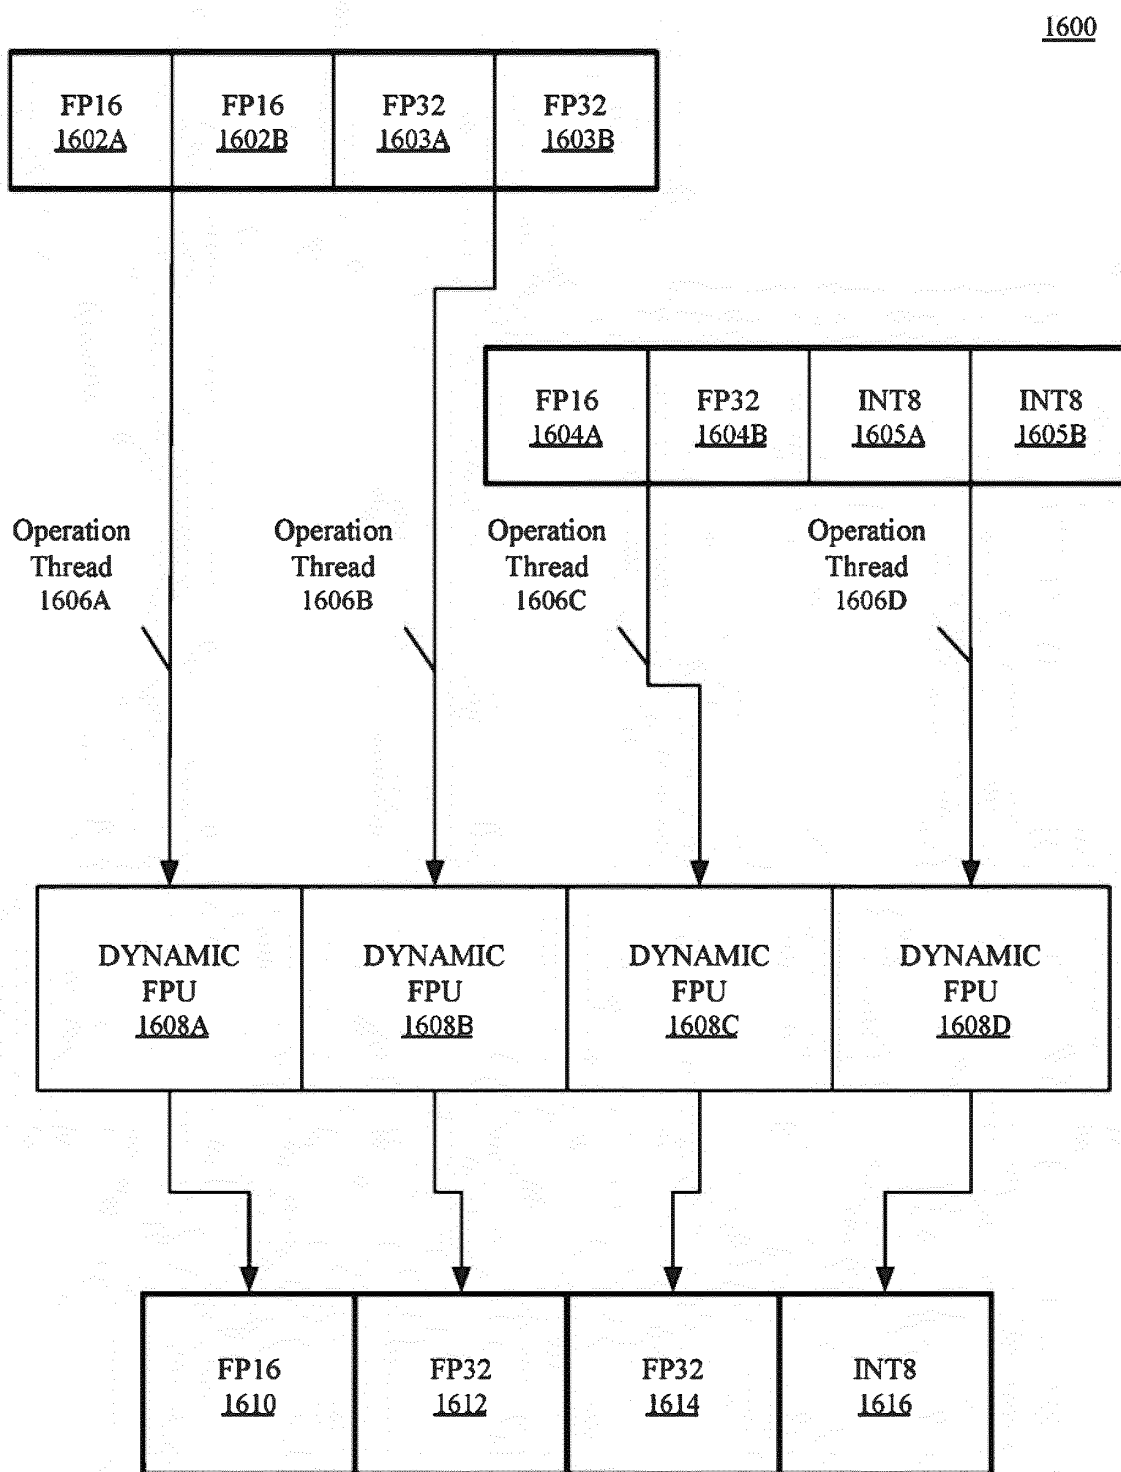 1600
FP16 FP16 FP32 FP32
1602A 1602B 1603A 1603B
FP16 FP32 INT8 INT8
1604A 1604B 1605A 1605B
Operation Operation Operation Operation
Thread Thread Thread Thread
1606A 1606B 1606C 1606D
DYNAMIC DYNAMIC DYNAMIC DYNAMIC
FPU FPU FPU FPU
1608A 1608B 1608C 1608D
FP16 FP32 FP32 INT8
1610 1612 1614 1616